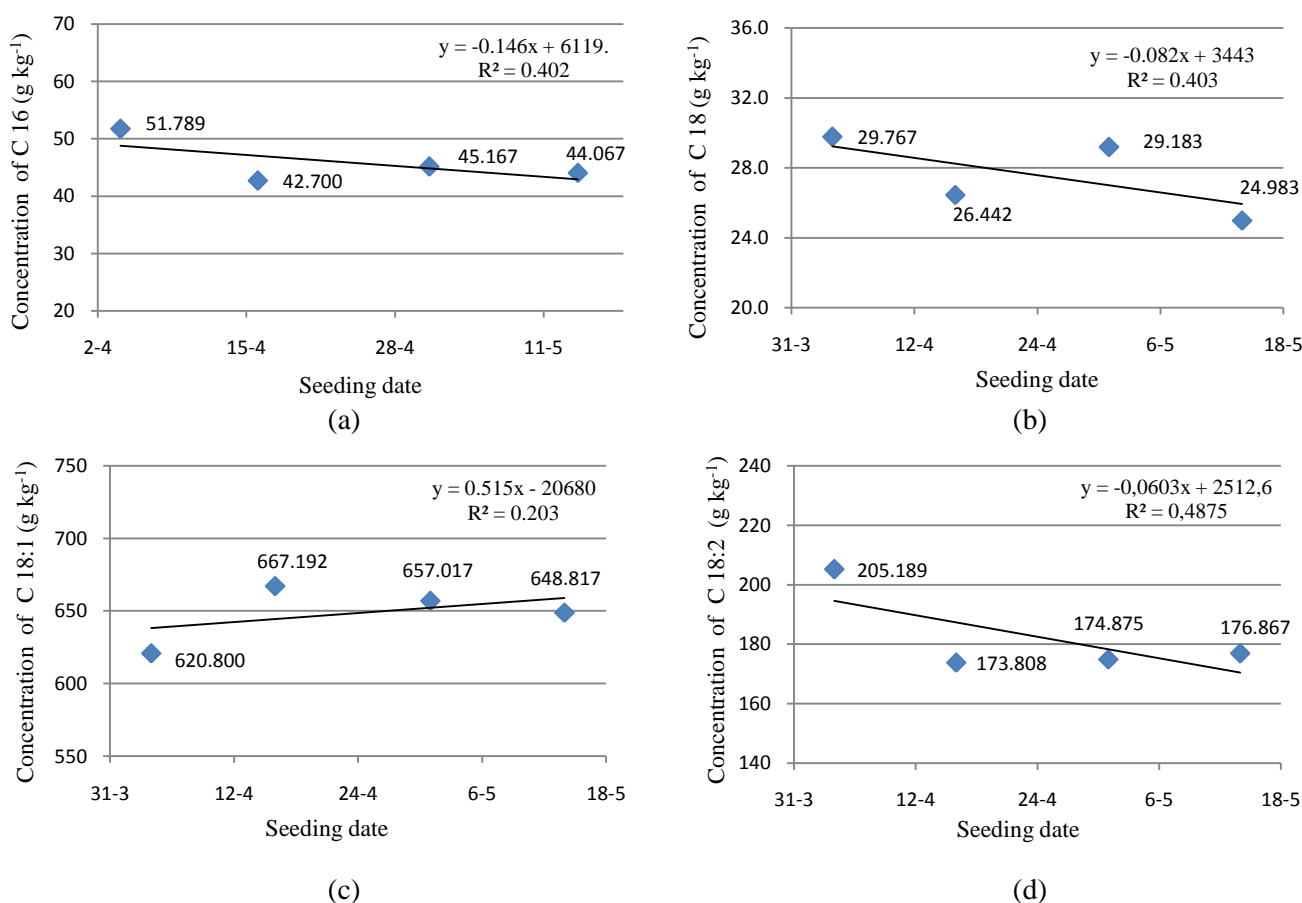 70
60
50
40
30
20
Concentration of C 16 (g kg⁻¹)
y = -0.146x + 6119.
R² = 0.402
51.789
42.700
45.167
44.067
2-4
15-4
28-4
11-5
Seeding date
(a)
36.0
32.0
28.0
24.0
20.0
Concentration of C 18 (g kg⁻¹)
y = -0.082x + 3443
R² = 0.403
29.767
26.442
29.183
24.983
31-3
12-4
24-4
6-5
18-5
Seeding date
(b)
750
700
650
600
550
Concentration of C 18:1 (g kg⁻¹)
y = 0.515x - 20680
R² = 0.203
620.800
667.192
657.017
648.817
31-3
12-4
24-4
6-5
18-5
Seeding date
(c)
240
220
200
180
160
140
Concentration of C 18:2 (g kg⁻¹)
y = -0,0603x + 2512,6
R² = 0,4875
205.189
173.808
174.875
176.867
31-3
12-4
24-4
6-5
18-5
Seeding date
(d)